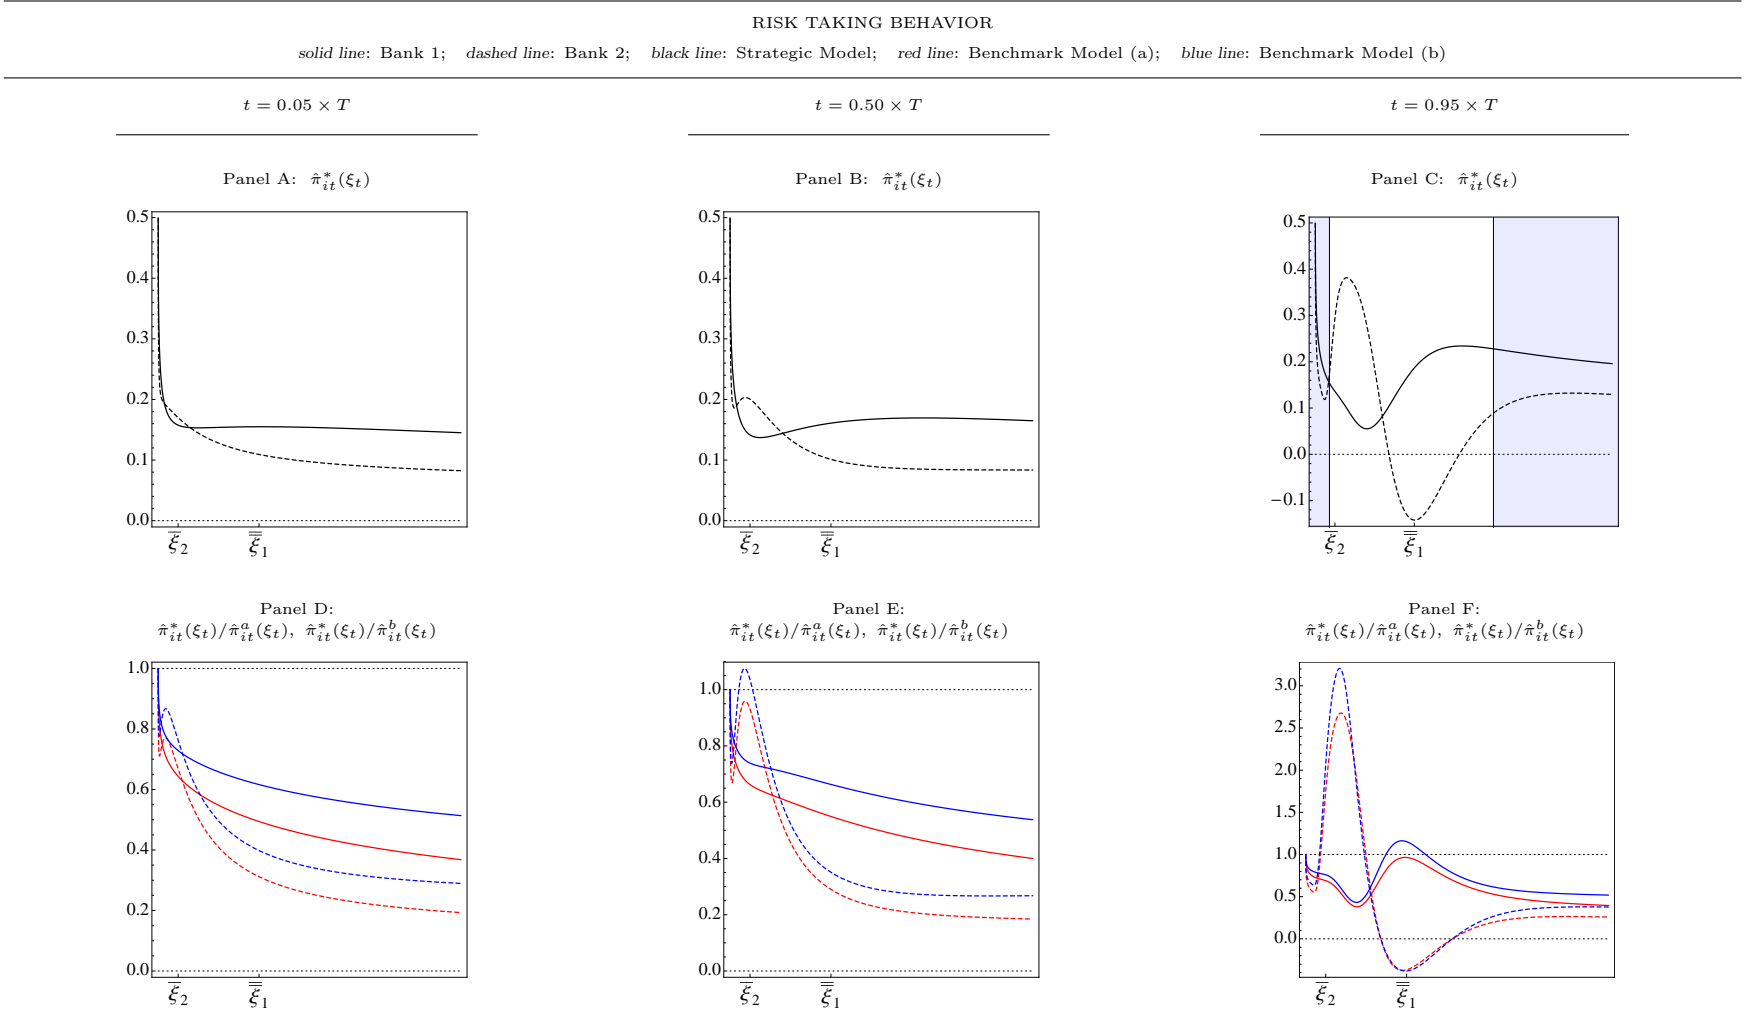 RISK TAKING BEHAVIOR
solid line: Bank 1; dashed line: Bank 2; black line: Strategic Model; red line: Benchmark Model (a); blue line: Benchmark Model (b)
t = 0.05 × T
t = 0.50 × T
t = 0.95 × T
Panel A: π̂*it(ξt)
0.5
0.4
0.3
0.2
0.1
0.0
ξ̅2
ξ̿1
Panel B: π̂*it(ξt)
0.5
0.4
0.3
0.2
0.1
0.0
ξ̅2
ξ̿1
Panel C: π̂*it(ξt)
0.5
0.4
0.3
0.2
0.1
0.0
−0.1
ξ̅2
ξ̿1
Panel D:
π̂*it(ξt)/π̂ait(ξt), π̂*it(ξt)/π̂bit(ξt)
1.0
0.8
0.6
0.4
0.2
0.0
ξ̅2
ξ̿1
Panel E:
π̂*it(ξt)/π̂ait(ξt), π̂*it(ξt)/π̂bit(ξt)
1.0
0.8
0.6
0.4
0.2
0.0
ξ̅2
ξ̿1
Panel F:
π̂*it(ξt)/π̂ait(ξt), π̂*it(ξt)/π̂bit(ξt)
3.0
2.5
2.0
1.5
1.0
0.5
0.0
ξ̅2
ξ̿1